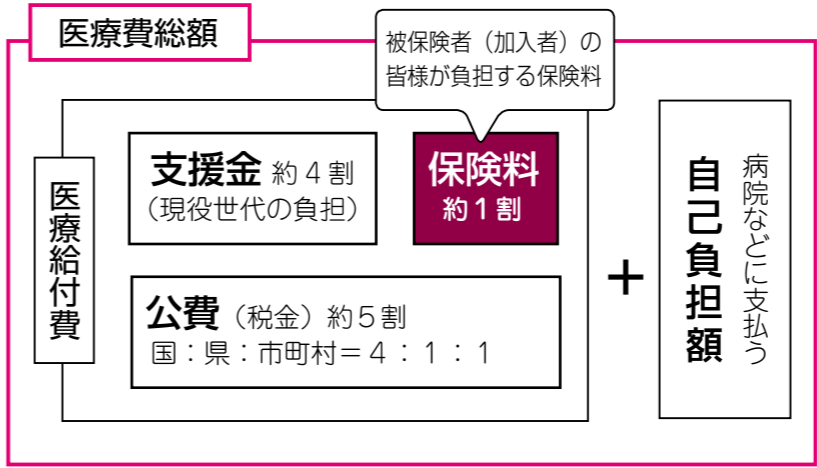 医療費総額
被保険者（加入者）の
皆様が負担する保険料
医療給付費
支援金 約４割
（現役世代の負担）
保険料
約１割
公費（税金）約５割
国：県：市町村＝４：１：１
＋
病院などに支払う
自己負担額